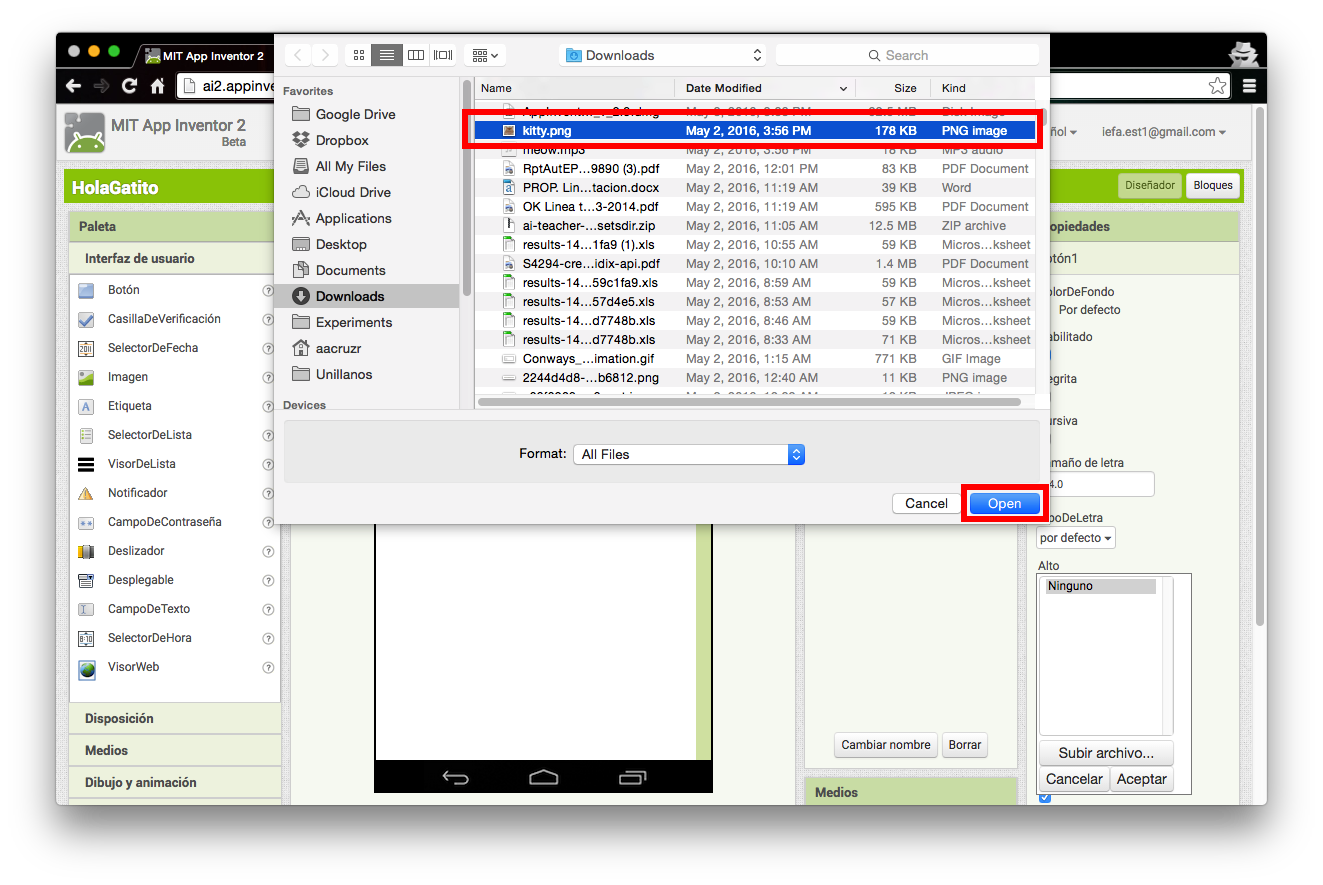 MIT App Inventor 2
Downloads
Search
ai2.appinve
MIT App Inventor 2
Beta
ñol
iefa.est1@gmail.com
HolaGatito
Diseñador
Bloques
Paleta
Interfaz de usuario
Botón
CasillaDeVerificación
SelectorDeFecha
Imagen
Etiqueta
SelectorDeLista
VisorDeLista
Notificador
CampoDeContraseña
Deslizador
Desplegable
CampoDeTexto
SelectorDeHora
VisorWeb
Disposición
Medios
Dibujo y animación
Favorites
Google Drive
Dropbox
All My Files
iCloud Drive
Applications
Desktop
Documents
Downloads
Experiments
aacruzr
Unillanos
Devices
Name Date Modified Size Kind
kitty.png May 2, 2016, 3:56 PM 178 KB PNG image
meow.mp3 May 2, 2016, 3:56 PM 18 KB MP3 audio
RptAutEP...9890 (3).pdf May 2, 2016, 12:01 PM 83 KB PDF Document
PROP. Lin...tacion.docx May 2, 2016, 11:19 AM 39 KB Word
OK Linea t...3-2014.pdf May 2, 2016, 11:19 AM 595 KB PDF Document
ai-teacher-...setsdir.zip May 2, 2016, 11:05 AM 12.5 MB ZIP archive
results-14...1fa9 (1).xls May 2, 2016, 10:55 AM 59 KB Micros...ksheet
S4294-cre...idix-api.pdf May 2, 2016, 10:10 AM 1.4 MB PDF Document
results-14...59c1fa9.xls May 2, 2016, 8:59 AM 59 KB Micros...ksheet
results-14...57d4e5.xls May 2, 2016, 8:53 AM 57 KB Micros...ksheet
results-14...d7748b.xls May 2, 2016, 8:46 AM 59 KB Micros...ksheet
results-14...d7748b.xls May 2, 2016, 8:33 AM 71 KB Micros...ksheet
Conways_...imation.gif May 2, 2016, 1:15 AM 771 KB GIF Image
2244d4d8-...b6812.png May 2, 2016, 12:40 AM 11 KB PNG image
Format: All Files
Cancel
Open
opiedades
otón1
olorDeFondo
Por defecto
abilitado
egrita
ursiva
maño de letra
4.0
poDeLetra
por defecto
Alto
Ninguno
Subir archivo...
Cancelar
Aceptar
Cambiar nombre
Borrar
Medios